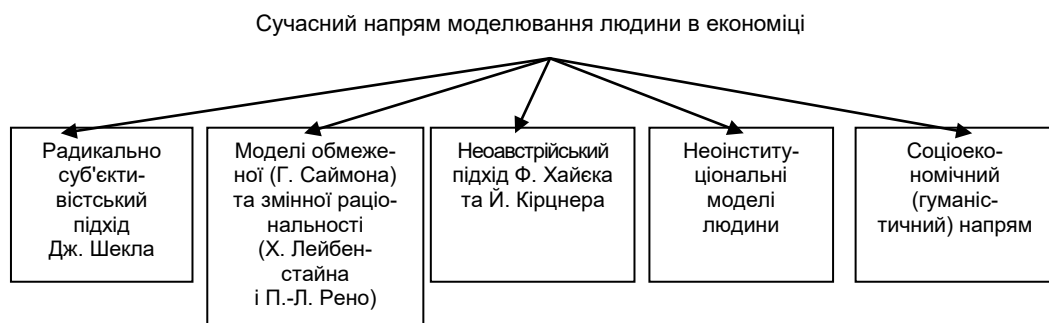 Сучасний напрям моделювання людини в економіці
Радикально
суб'єкти-
вістський
підхід
Дж. Шекла
Моделі обмеже-
ної (Г. Саймона)
та змінної раціо-
нальності
(Х. Лейбен-
стайна
і П.-Л. Рено)
Неоавстрійський
підхід Ф. Хайєка
та Й. Кірцнера
Неоінститу-
ціональні
моделі
людини
Соціоеко-
номічний
(гуманіс-
тичний) напрям